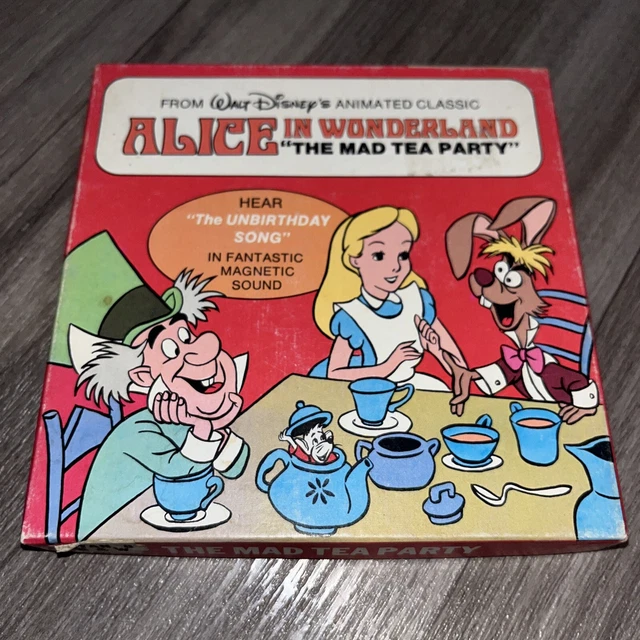 FROM Walt Disney's ANIMATED CLASSIC
ALICE IN WONDERLAND
"THE MAD TEA PARTY"
HEAR
"The UNBIRTHDAY
SONG"
IN FANTASTIC
MAGNETIC
SOUND
THE MAD TEA PARTY